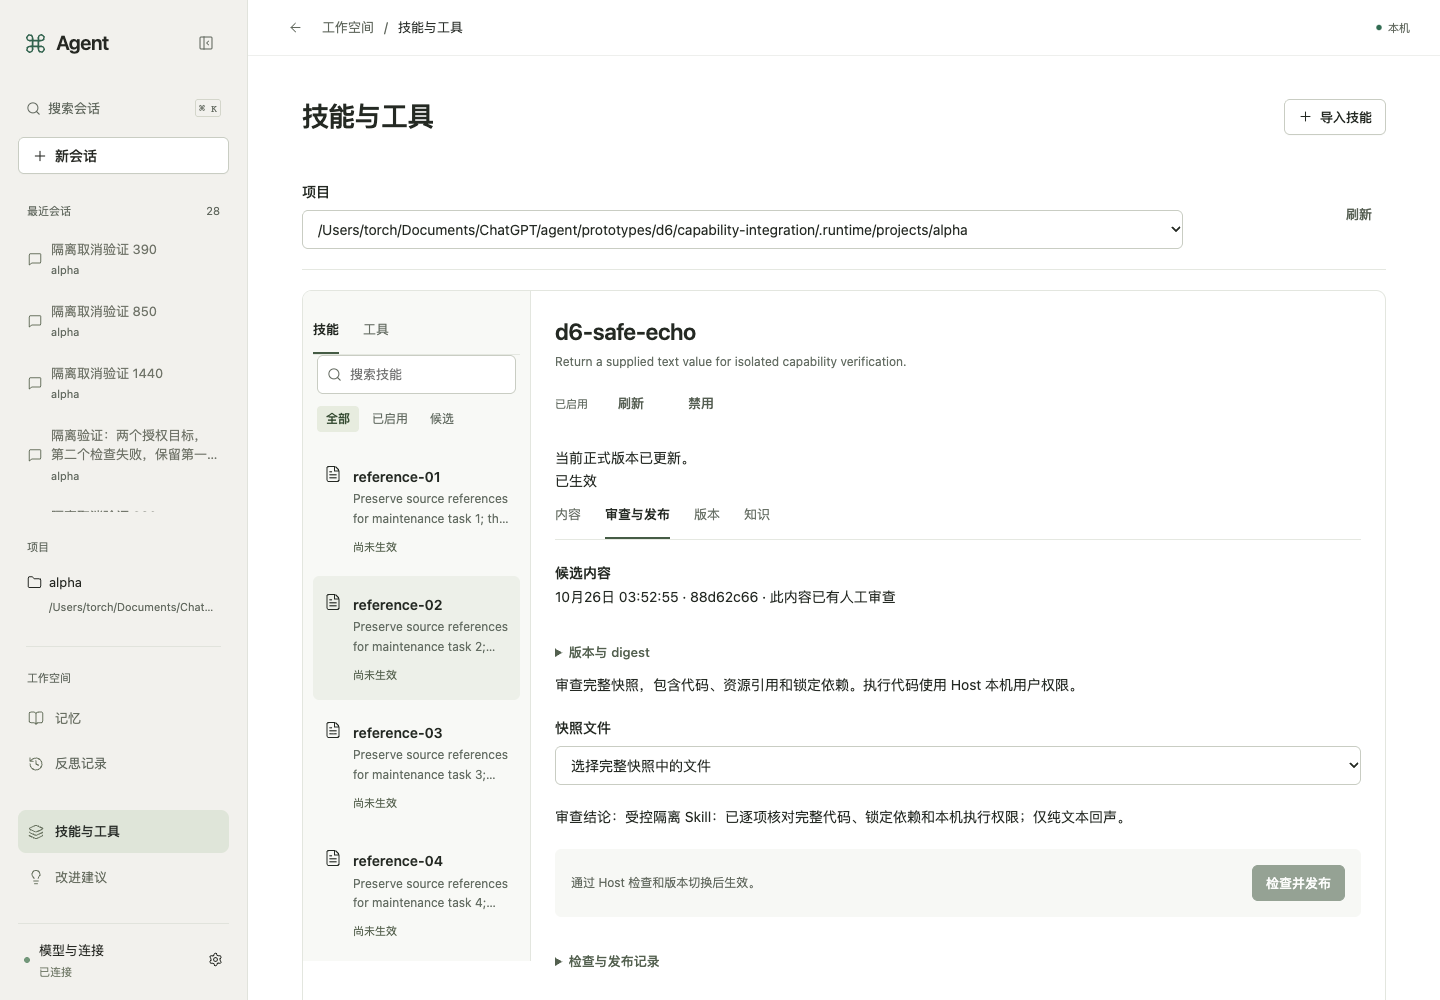 Agent
搜索会话
⌘ K
新会话
最近会话
28
隔离取消验证 390
alpha
隔离取消验证 850
alpha
隔离取消验证 1440
alpha
隔离验证：两个授权目标，
第二个检查失败，保留第一...
alpha
项目
alpha
/Users/torch/Documents/Chat...
工作空间
记忆
反思记录
技能与工具
改进建议
模型与连接
已连接
工作空间 / 技能与工具
本机
技能与工具
导入技能
项目
/Users/torch/Documents/ChatGPT/agent/prototypes/d6/capability-integration/.runtime/projects/alpha
刷新
技能
工具
搜索技能
全部
已启用
候选
reference-01
Preserve source references
for maintenance task 1; th...
尚未生效
reference-02
Preserve source references
for maintenance task 2;...
尚未生效
reference-03
Preserve source references
for maintenance task 3;...
尚未生效
reference-04
Preserve source references
for maintenance task 4;...
尚未生效
d6-safe-echo
Return a supplied text value for isolated capability verification.
已启用
刷新
禁用
当前正式版本已更新。
已生效
内容
审查与发布
版本
知识
候选内容
10月26日 03:52:55 · 88d62c66 · 此内容已有人工审查
版本与 digest
审查完整快照，包含代码、资源引用和锁定依赖。执行代码使用 Host 本机用户权限。
快照文件
选择完整快照中的文件
审查结论：受控隔离 Skill：已逐项核对完整代码、锁定依赖和本机执行权限；仅纯文本回声。
通过 Host 检查和版本切换后生效。
检查并发布
检查与发布记录